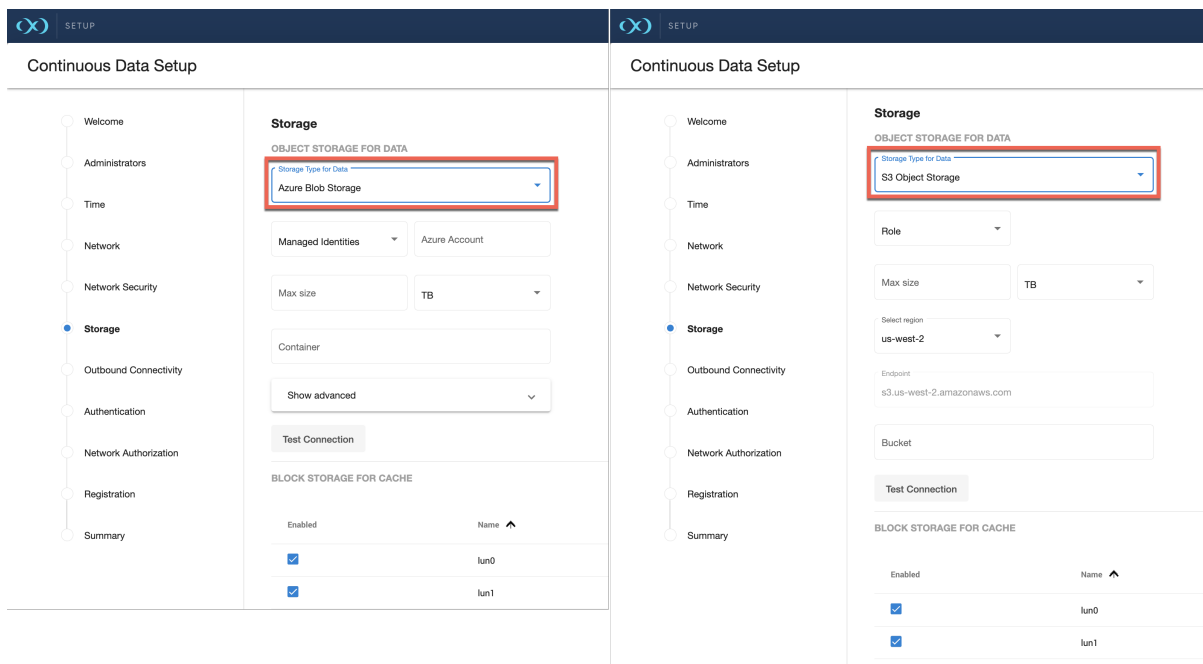 SETUP
Continuous Data Setup
Welcome
Administrators
Time
Network
Network Security
Storage
Outbound Connectivity
Authentication
Network Authorization
Registration
Summary
Storage
OBJECT STORAGE FOR DATA
Storage Type for Data
Azure Blob Storage
Managed Identities
Azure Account
Max size
TB
Container
Show advanced
Test Connection
BLOCK STORAGE FOR CACHE
Enabled Name
lun0
lun1
SETUP
Continuous Data Setup
Welcome
Administrators
Time
Network
Network Security
Storage
Outbound Connectivity
Authentication
Network Authorization
Registration
Summary
Storage
OBJECT STORAGE FOR DATA
Storage Type for Data
S3 Object Storage
Role
Max size
TB
Select region
us-west-2
Endpoint
s3.us-west-2.amazonaws.com
Bucket
Test Connection
BLOCK STORAGE FOR CACHE
Enabled Name
lun0
lun1